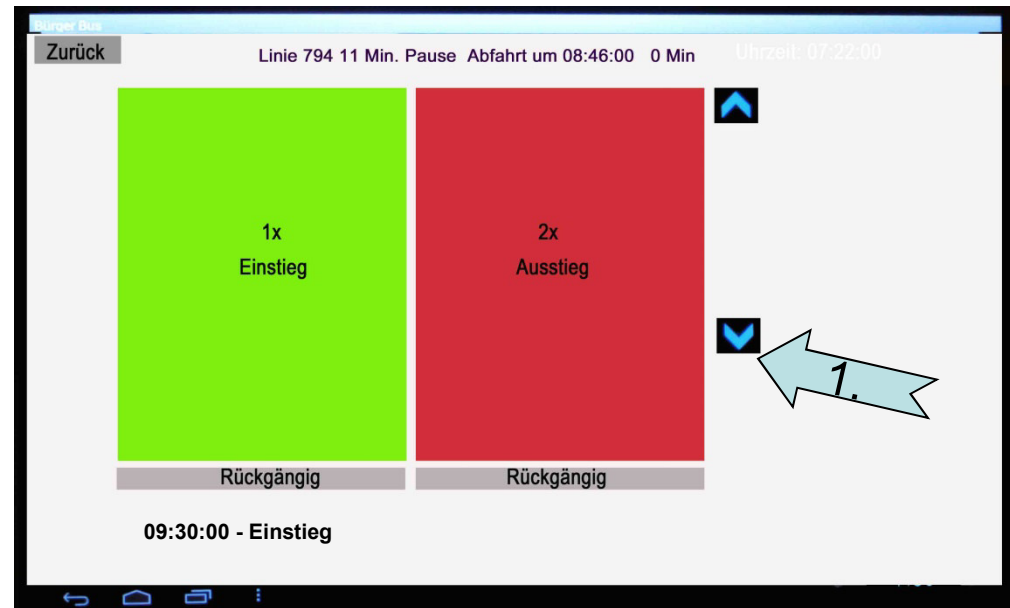 Bürger Bus
Zurück
Linie 794 11 Min. Pause Abfahrt um 08:46:00 0 Min
Uhrzeit: 07:22:00
1x
Einstieg
2x
Ausstieg
1.
Rückgängig
Rückgängig
09:30:00 - Einstieg